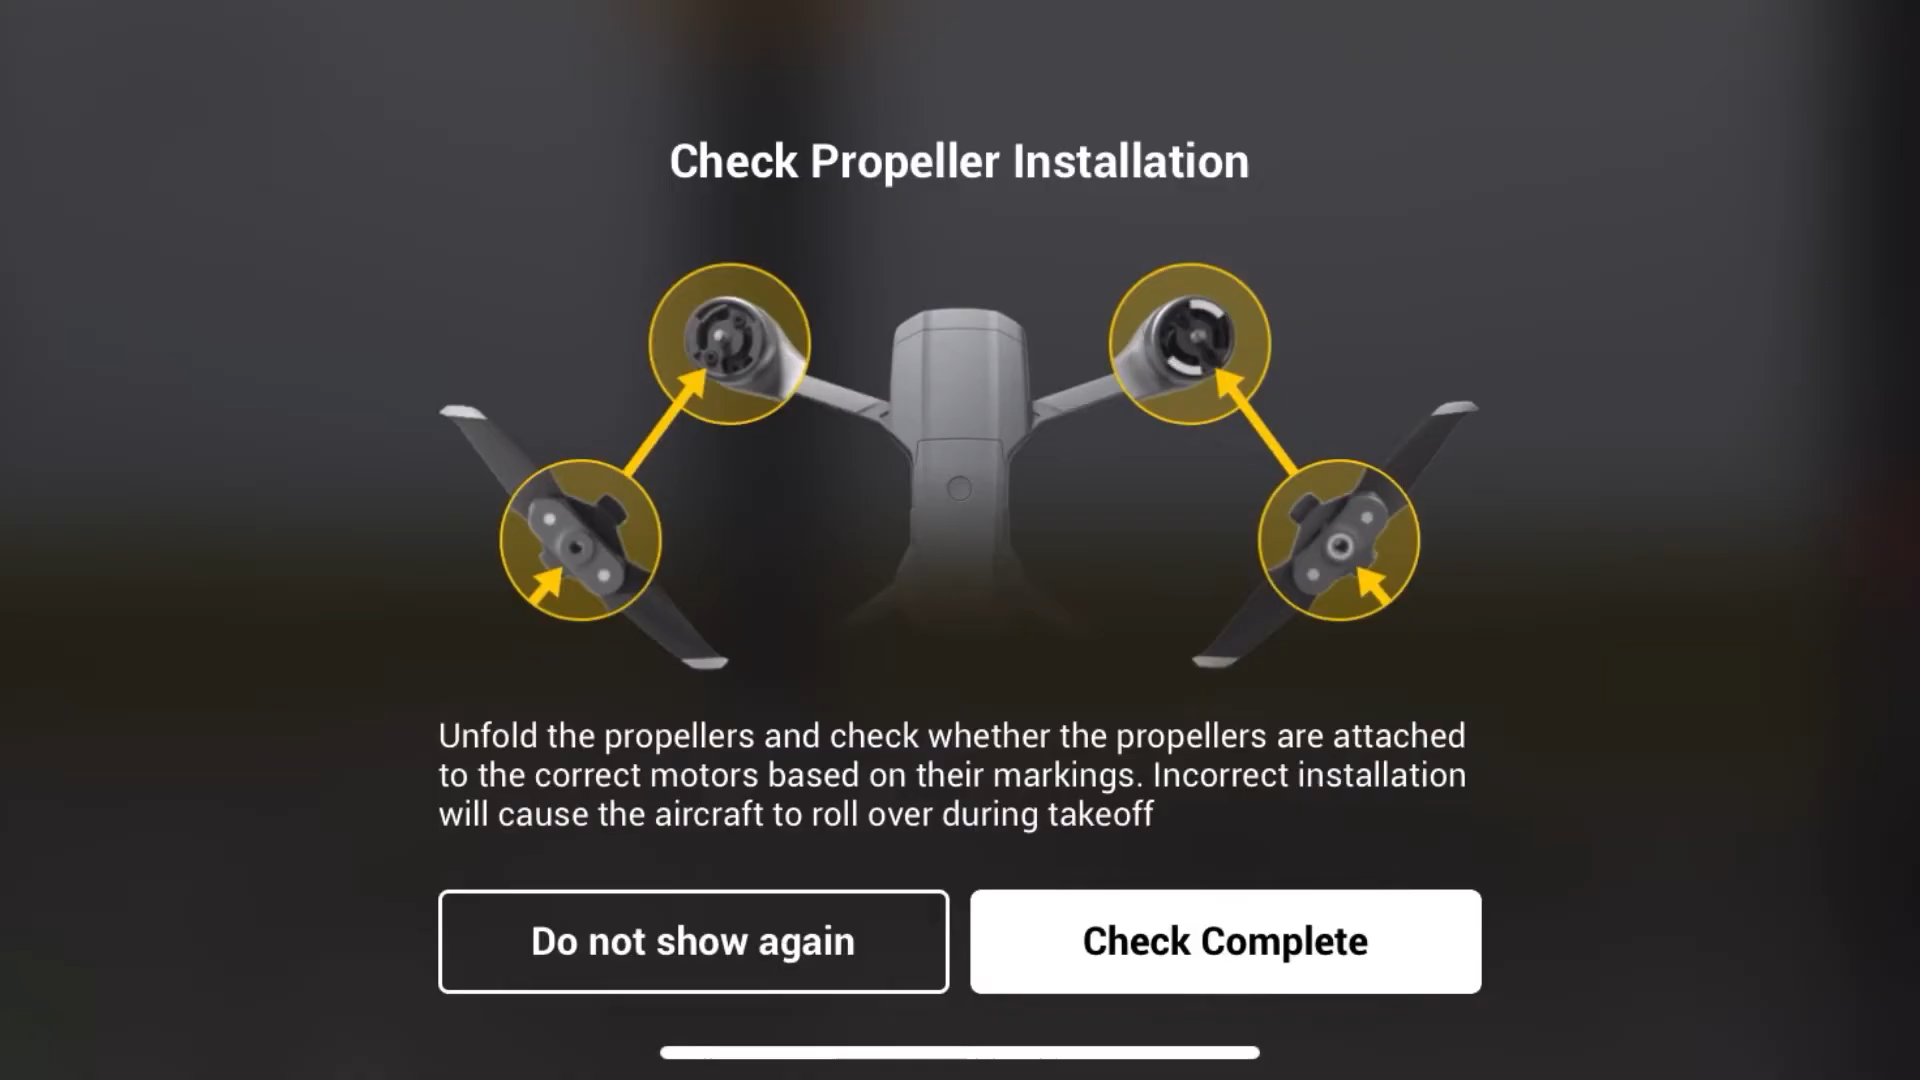 Check Propeller Installation
Unfold the propellers and check whether the propellers are attached
to the correct motors based on their markings. Incorrect installation
will cause the aircraft to roll over during takeoff
Do not show again
Check Complete